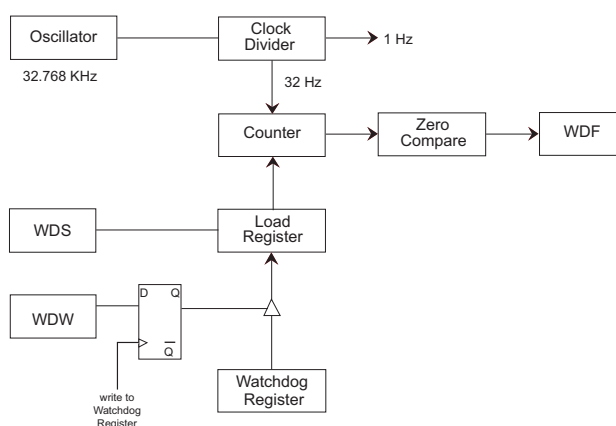 Oscillator
Clock
Divider
1 Hz
32.768 KHz
32 Hz
Counter
Zero
Compare
WDF
WDS
Load
Register
WDW
D Q
Q
Watchdog
Register
write to
Watchdog
Register